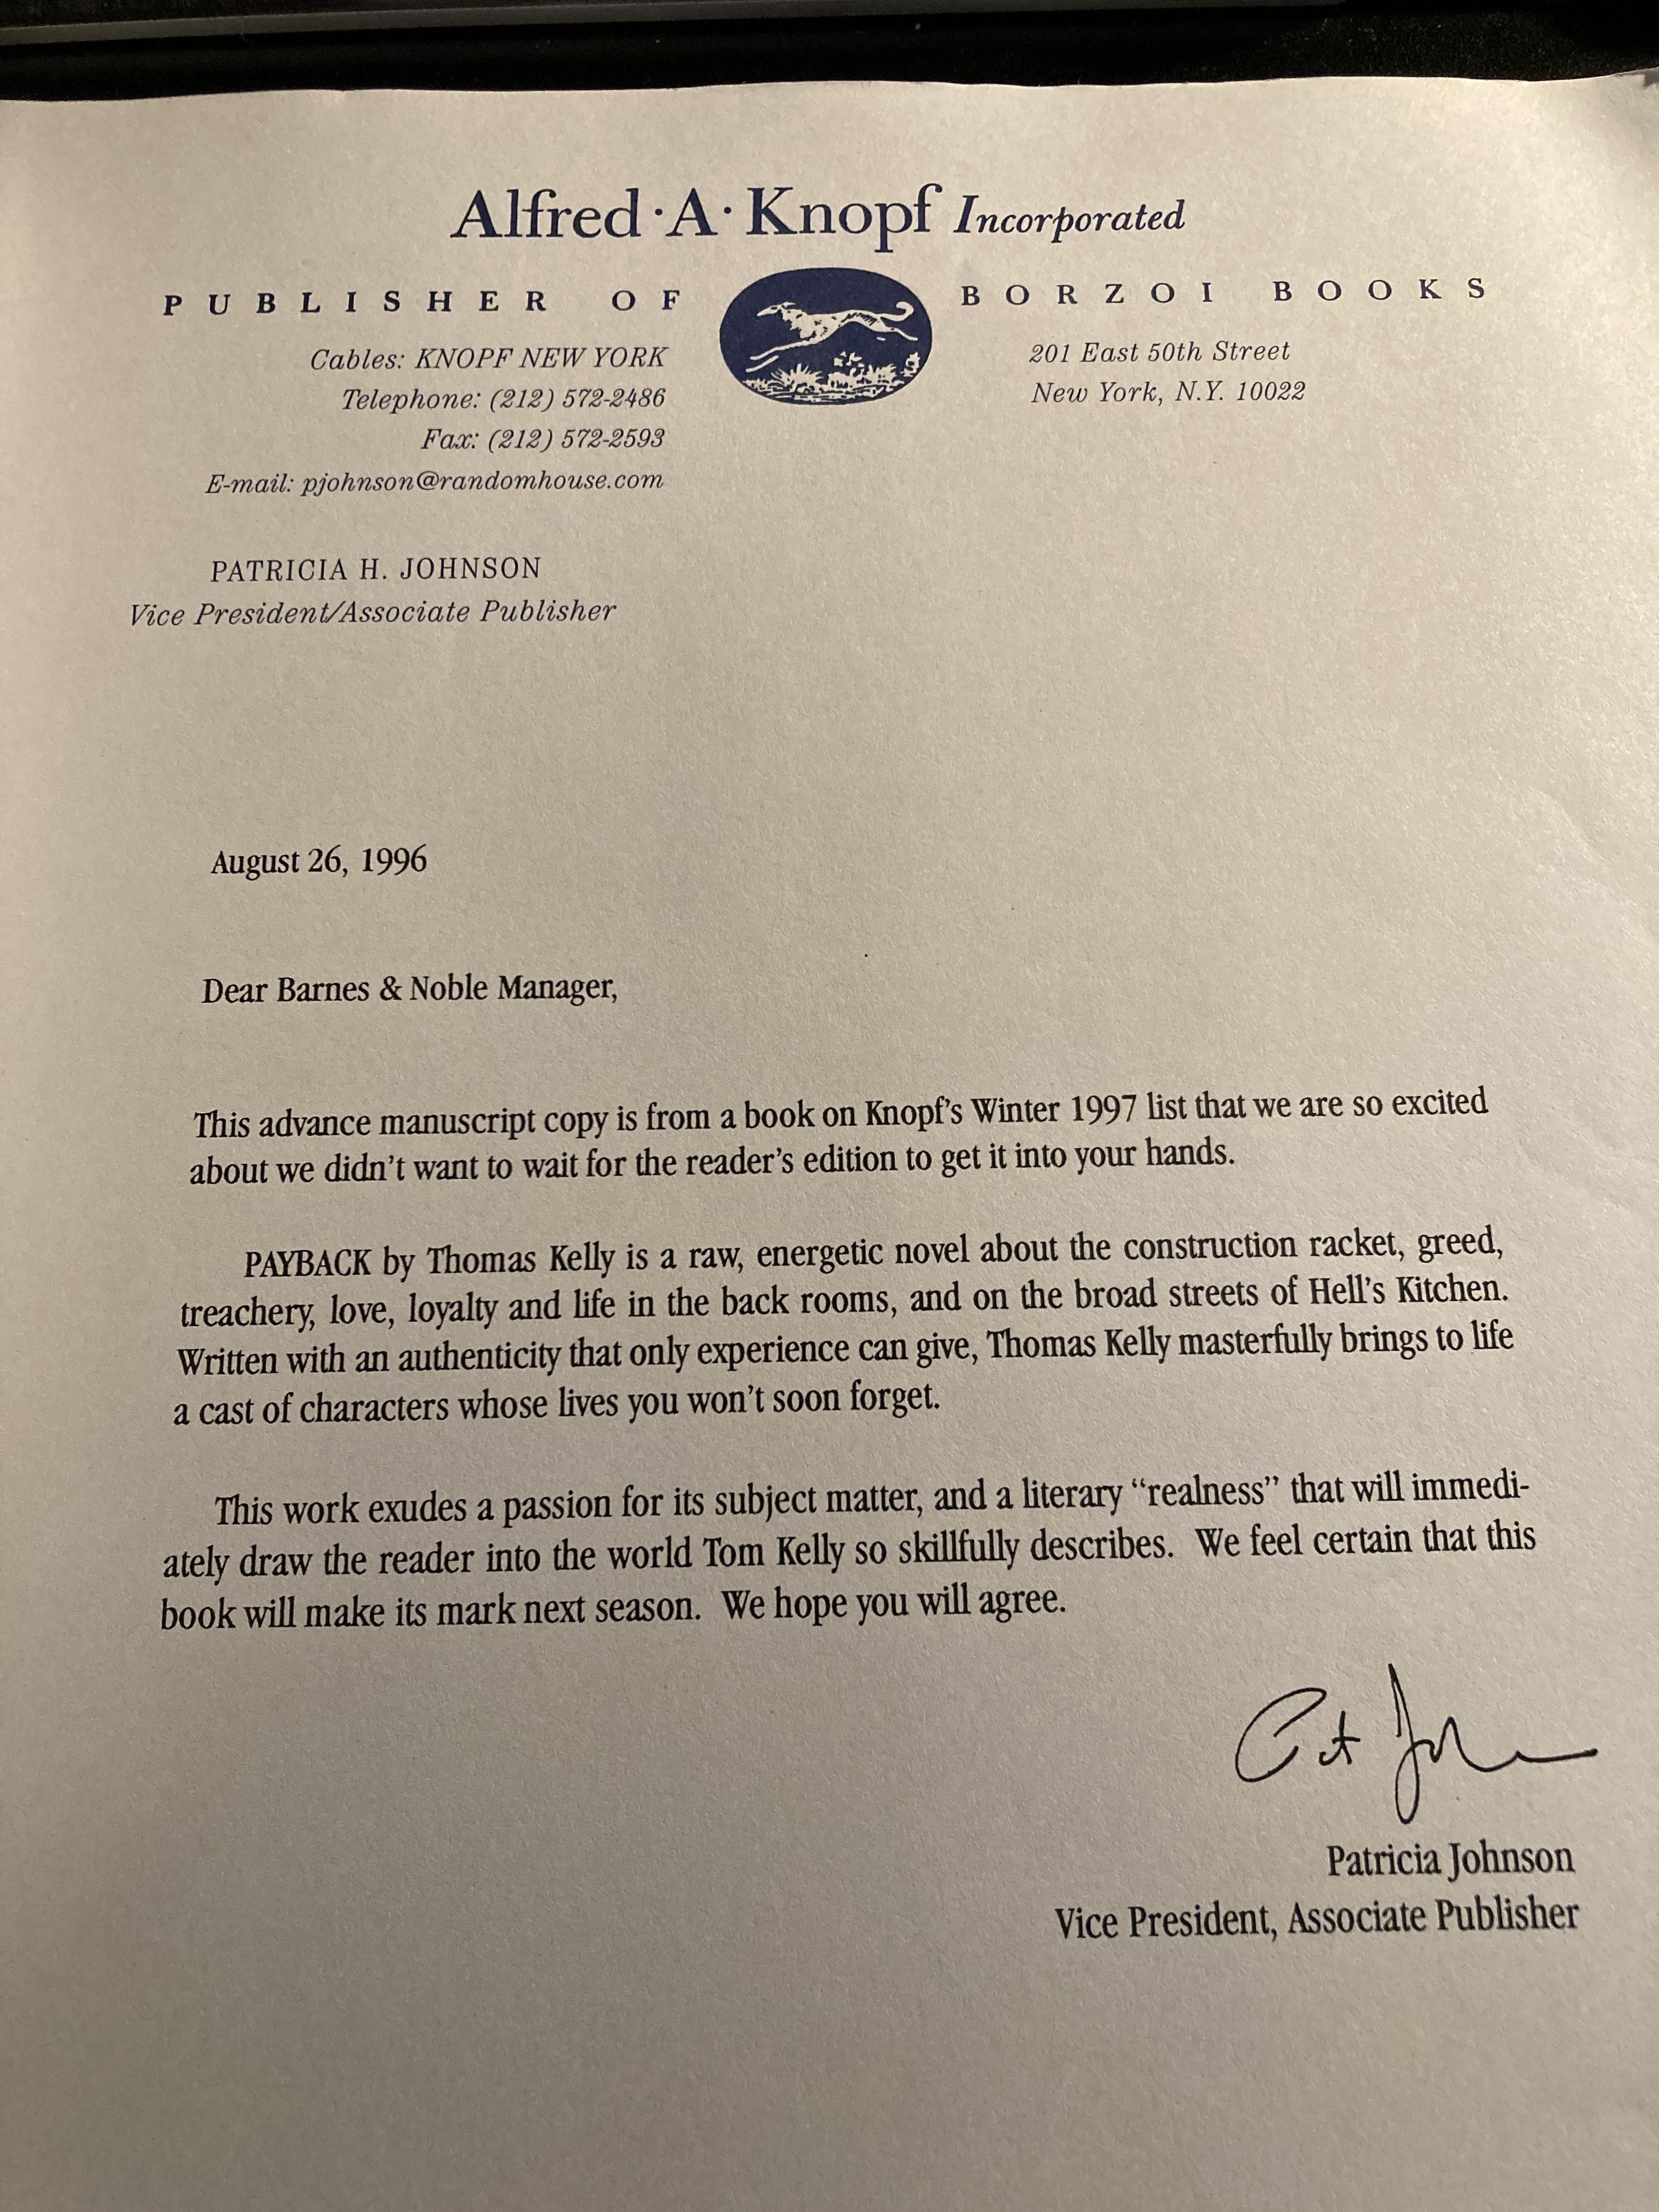 Alfred · A · Knopf Incorporated
PUBLISHER OF BORZOI BOOKS
Cables: KNOPF NEW YORK
Telephone: (212) 572-2486
Fax: (212) 572-2593
E-mail: pjohnson@randomhouse.com
201 East 50th Street
New York, N.Y. 10022
PATRICIA H. JOHNSON
Vice President/Associate Publisher
August 26, 1996
Dear Barnes & Noble Manager,
This advance manuscript copy is from a book on Knopf's Winter 1997 list that we are so excited
about we didn't want to wait for the reader's edition to get it into your hands.
PAYBACK by Thomas Kelly is a raw, energetic novel about the construction racket, greed,
treachery, love, loyalty and life in the back rooms, and on the broad streets of Hell's Kitchen.
Written with an authenticity that only experience can give, Thomas Kelly masterfully brings to life
a cast of characters whose lives you won't soon forget.
This work exudes a passion for its subject matter, and a literary “realness” that will immedi-
ately draw the reader into the world Tom Kelly so skillfully describes. We feel certain that this
book will make its mark next season. We hope you will agree.
Pat Joh
Patricia Johnson
Vice President, Associate Publisher